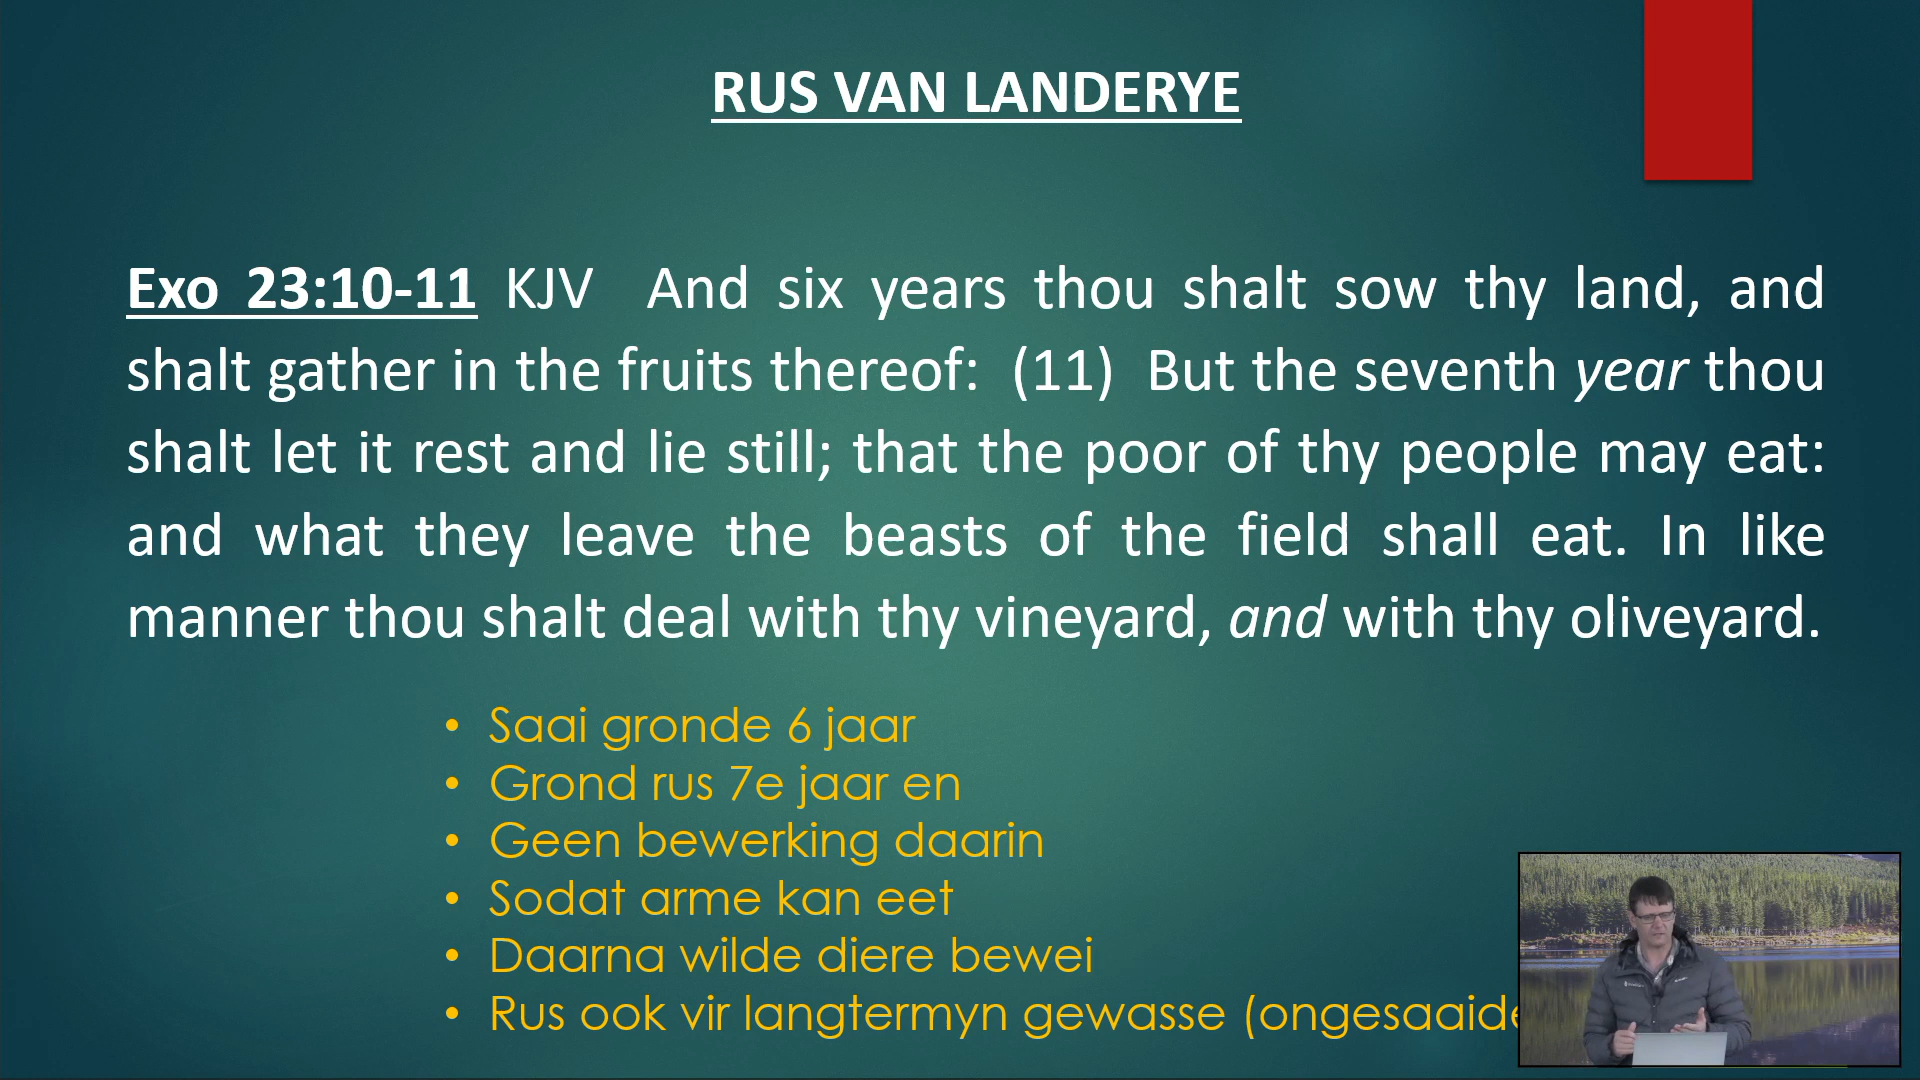 RUS VAN LANDERYE
Exo 23:10-11 KJV And six years thou shalt sow thy land, and
shalt gather in the fruits thereof: (11) But the seventh year thou
shalt let it rest and lie still; that the poor of thy people may eat:
and what they leave the beasts of the field shall eat. In like
manner thou shalt deal with thy vineyard, and with thy oliveyard.
• Saai gronde 6 jaar
• Grond rus 7e jaar en
• Geen bewerking daarin
• Sodat arme kan eet
• Daarna wilde diere bewei
• Rus ook vir langtermyn gewasse